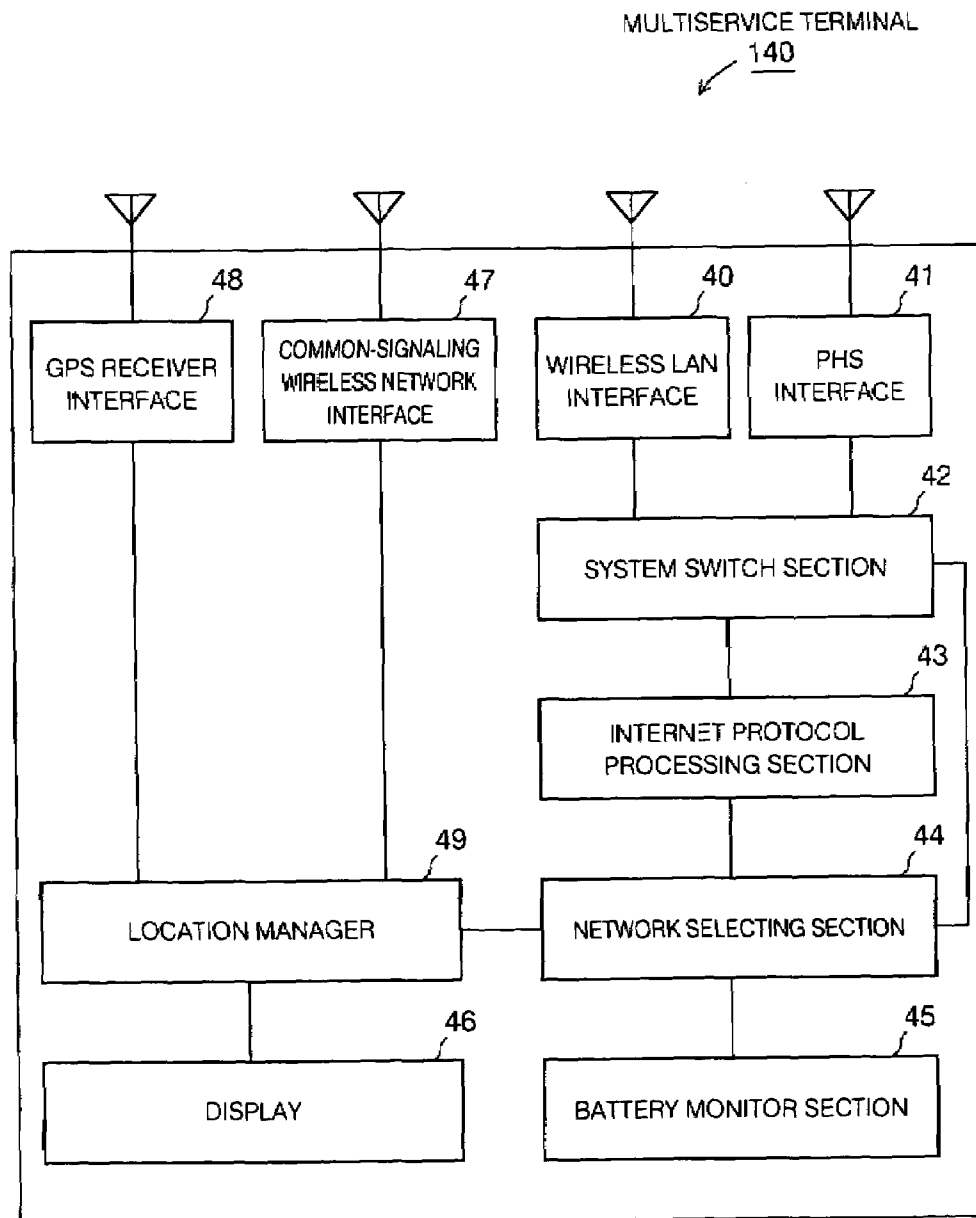 MULTISERVICE TERMINAL
140
48
47
40
41
GPS RECEIVER
INTERFACE
COMMON-SIGNALING
WIRELESS NETWORK
INTERFACE
WIRELESS LAN
INTERFACE
PHS
INTERFACE
42
SYSTEM SWITCH SECTION
43
INTERNET PROTOCOL
PROCESSING SECTION
49
44
LOCATION MANAGER
NETWORK SELECTING SECTION
46
45
DISPLAY
BATTERY MONITOR SECTION